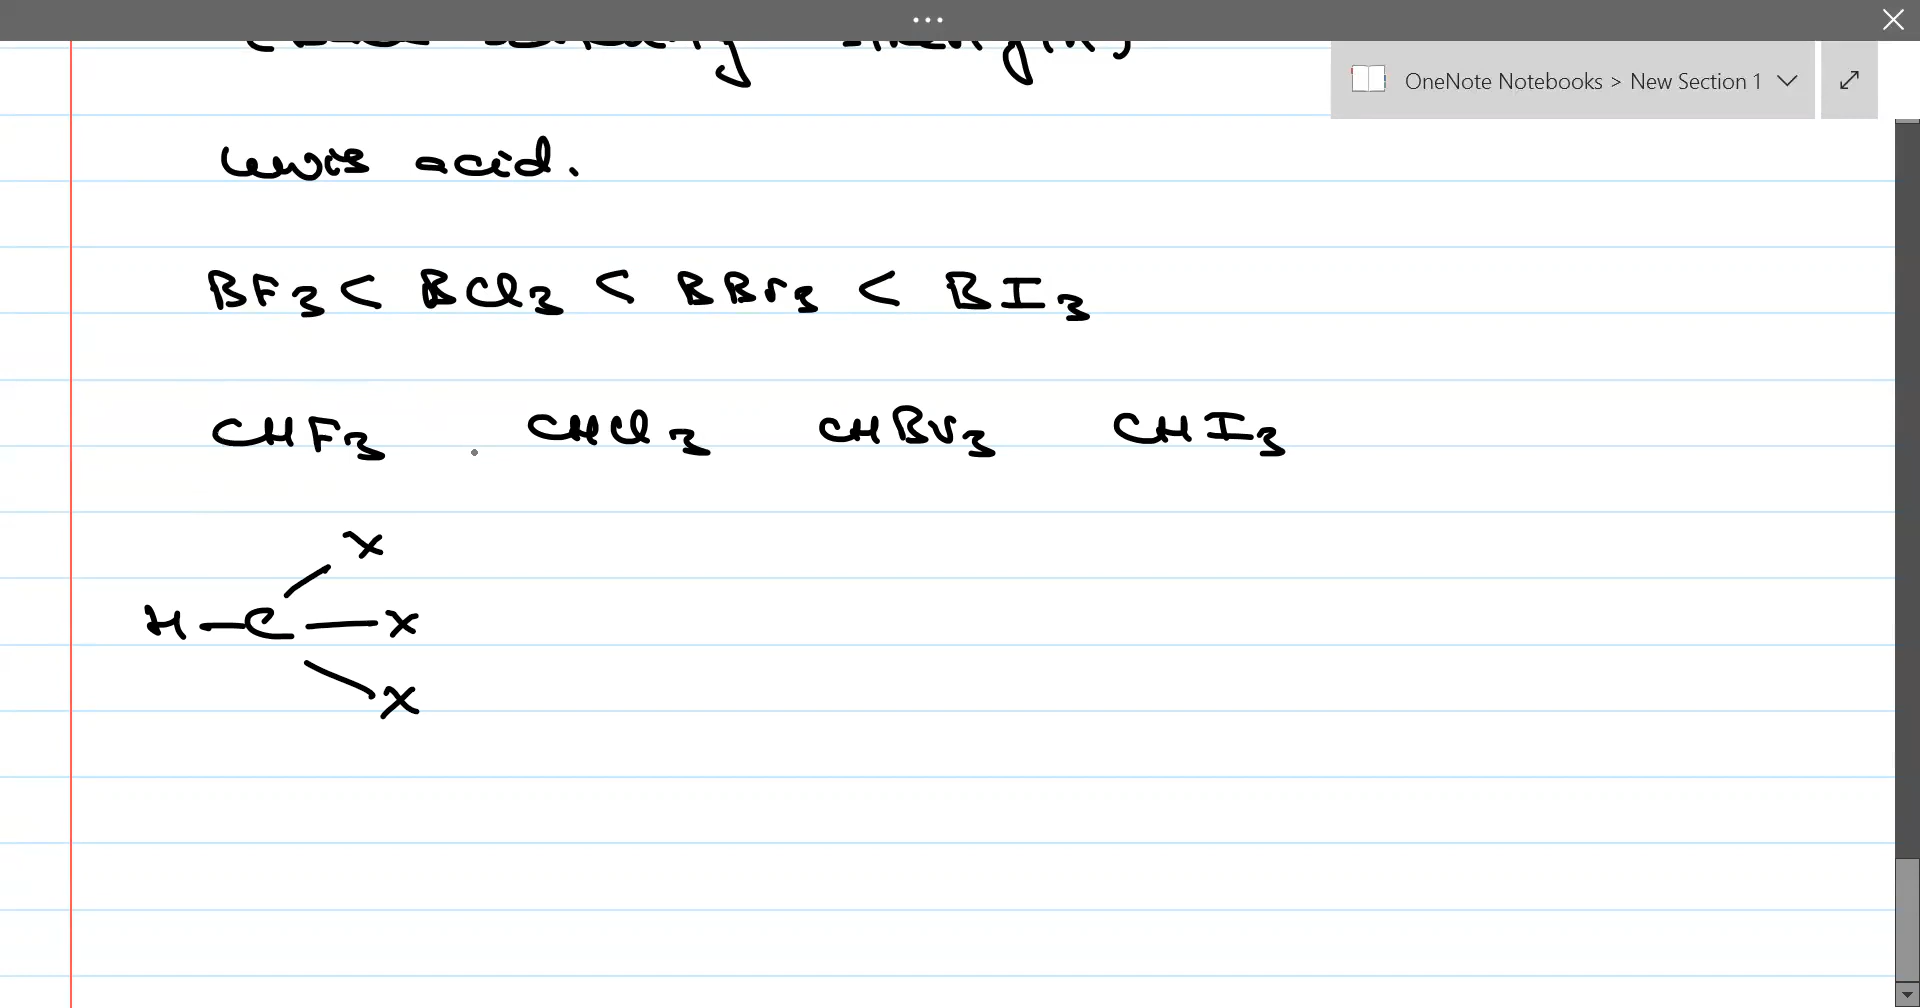 ...
OneNote Notebooks > New Section 1
Lewis acid.
BF3 < BCl3 < BBr3 < BI3
CHF3 . CHCl3 CHBr3 CHI3
X
H-C-X
X